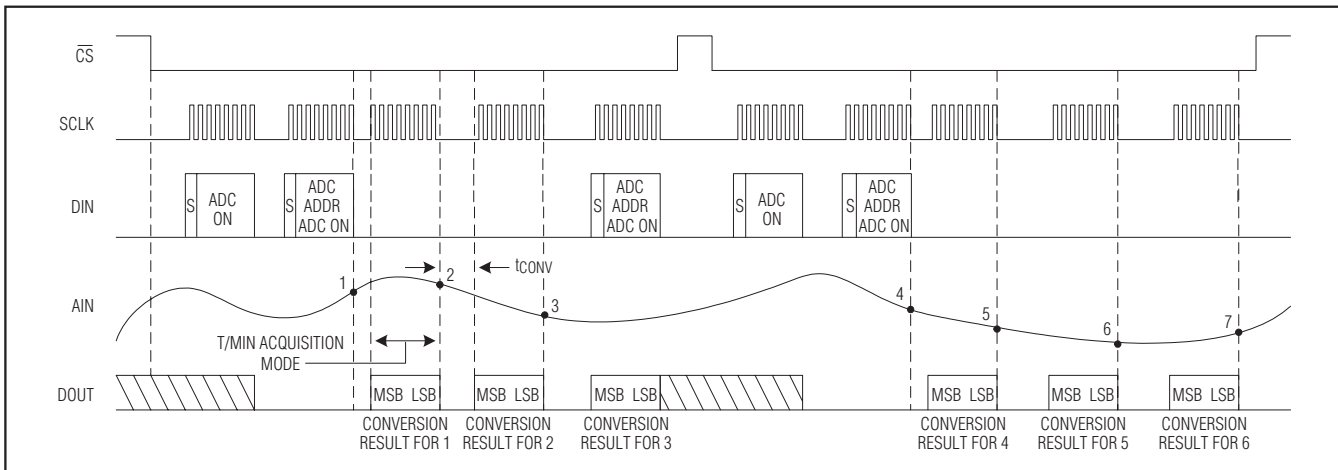 CS
SCLK
DIN
S
ADC
ON
S
ADC
ADDR
ADC ON
S
ADC
ADDR
ADC ON
S
ADC
ON
S
ADC
ADDR
ADC ON
tCONV
AIN
1
2
3
4
5
6
7
T/MIN ACQUISITION
MODE
DOUT
MSB LSB
MSB LSB
MSB LSB
MSB LSB
MSB LSB
MSB LSB
CONVERSION
RESULT FOR 1
CONVERSION
RESULT FOR 2
CONVERSION
RESULT FOR 3
CONVERSION
RESULT FOR 4
CONVERSION
RESULT FOR 5
CONVERSION
RESULT FOR 6